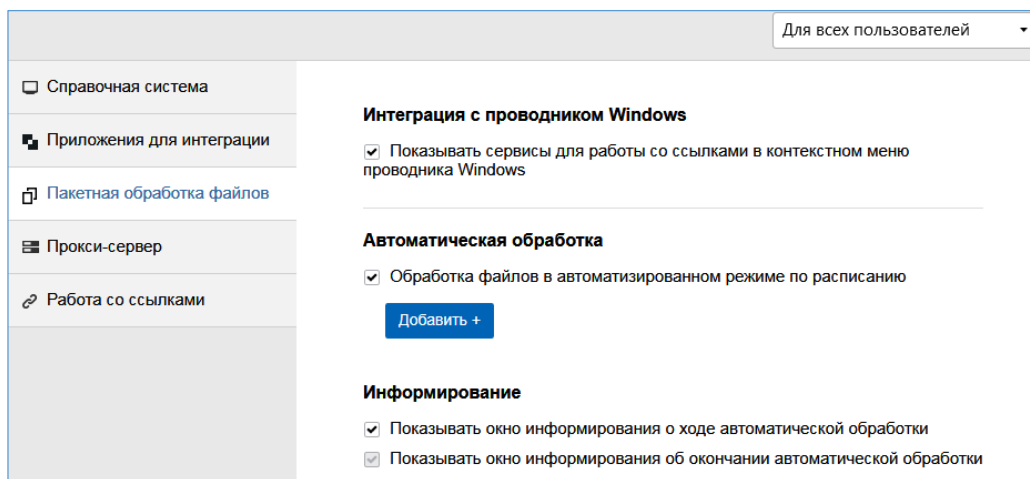 Для всех пользователей
Справочная система
Приложения для интеграции
Пакетная обработка файлов
Прокси-сервер
Работа со ссылками
Интеграция с проводником Windows
Показывать сервисы для работы со ссылками в контекстном меню
проводника Windows
Автоматическая обработка
Обработка файлов в автоматизированном режиме по расписанию
Добавить +
Информирование
Показывать окно информирования о ходе автоматической обработки
Показывать окно информирования об окончании автоматической обработки